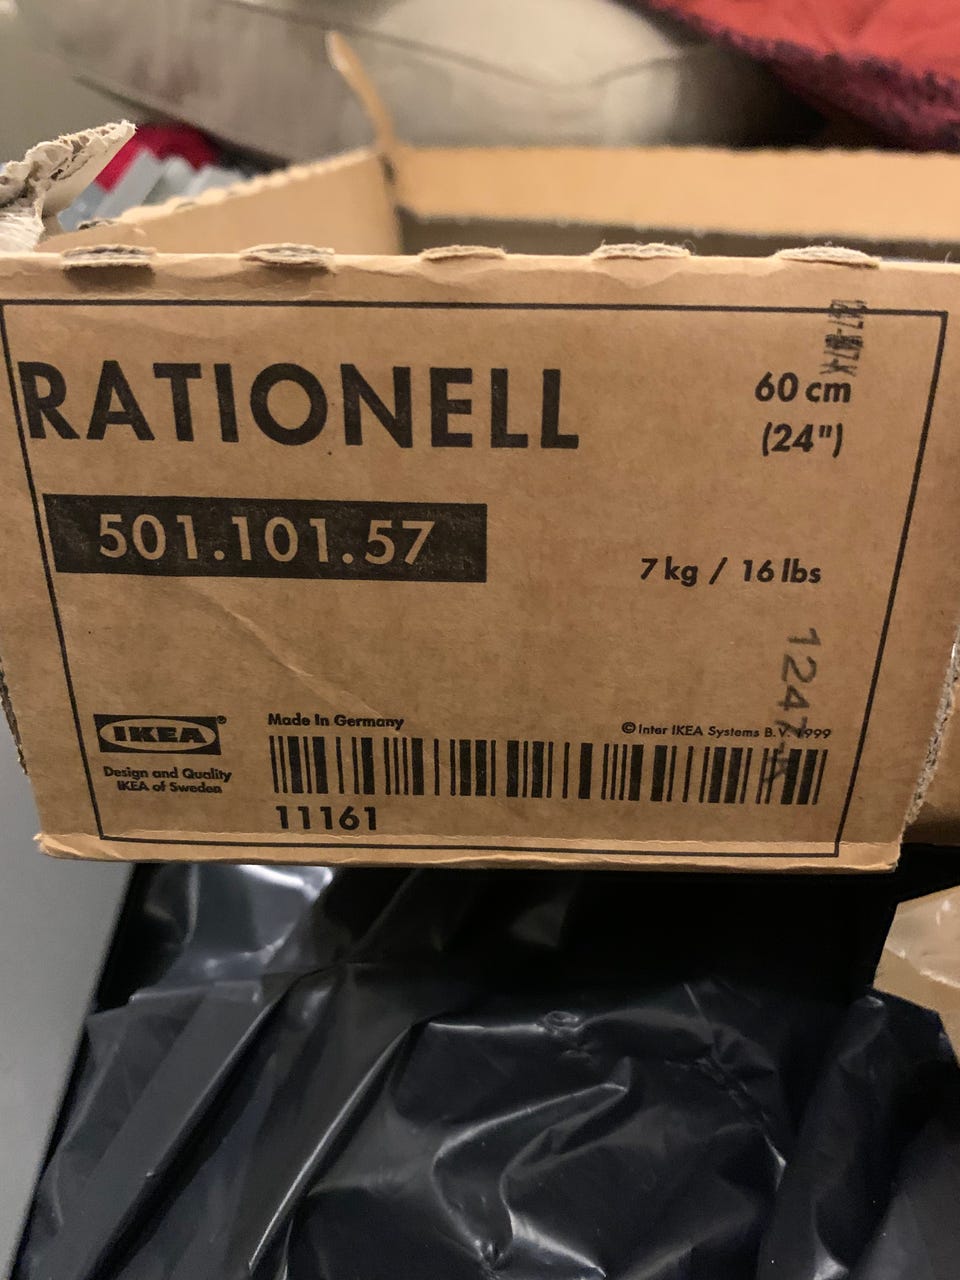 RATIONELL
60 cm
(24")
501.101.57
7 kg / 16 lbs
1247-K
IKEA®
Design and Quality
IKEA of Sweden
Made In Germany
©Inter IKEA Systems B.V. 1999
11161